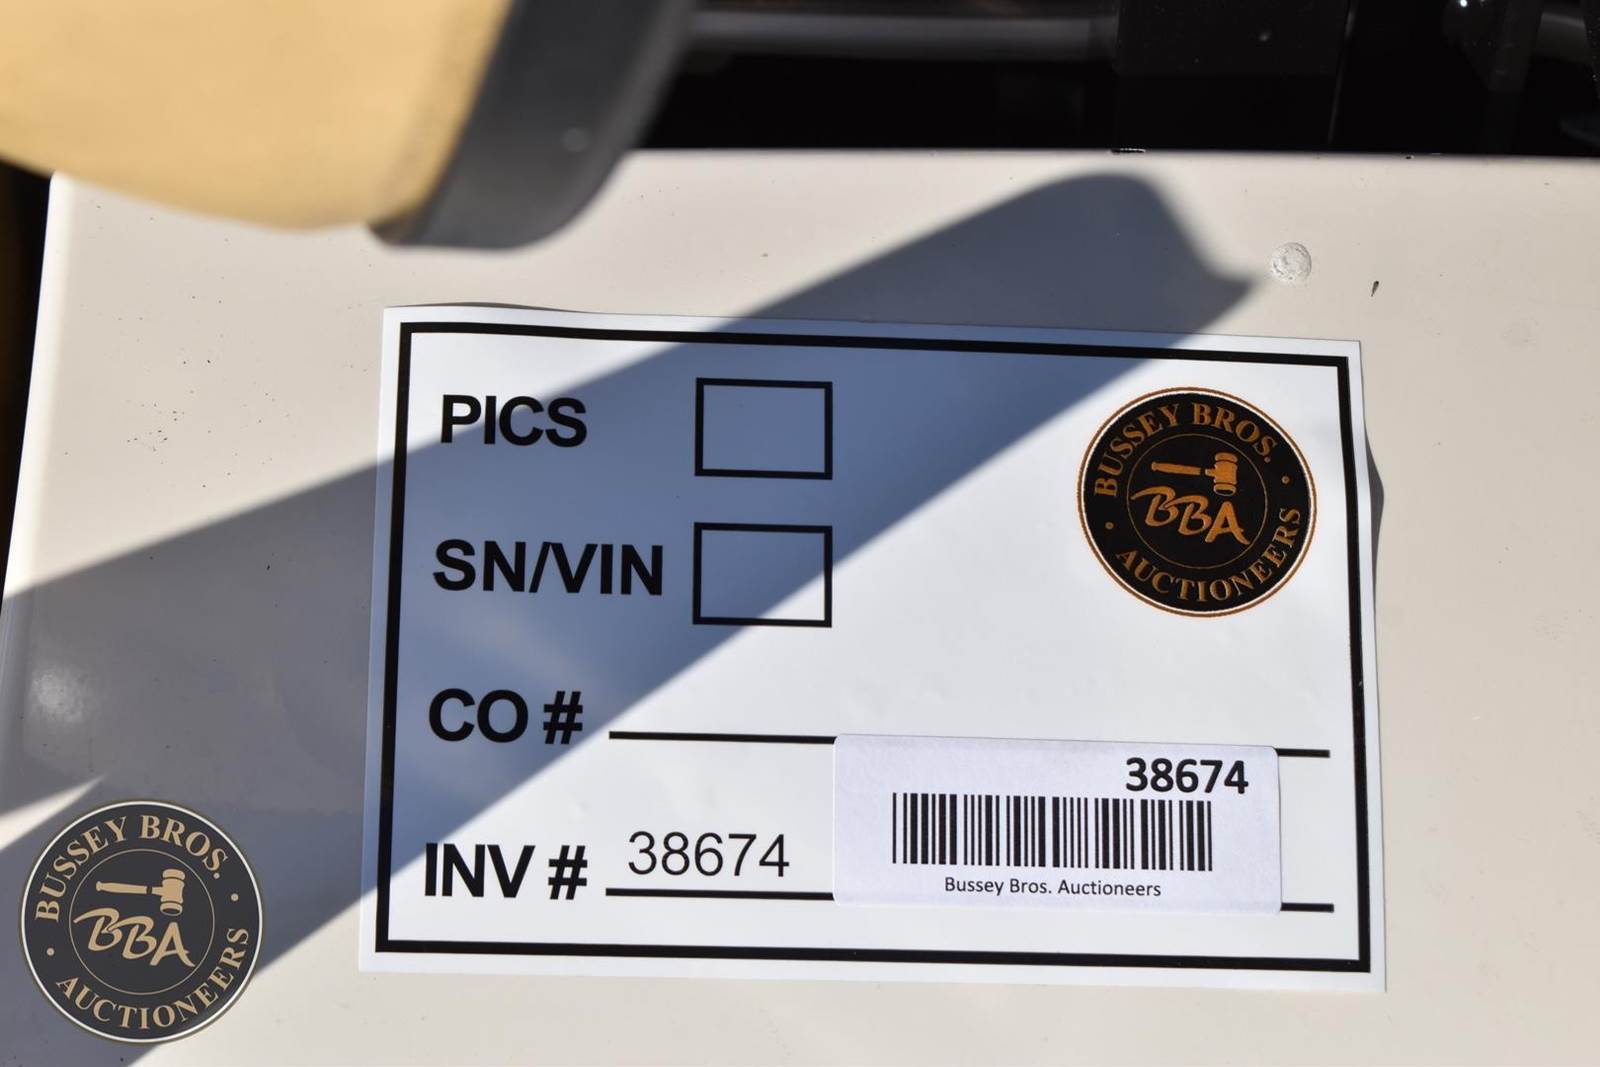 PICS
BUSSEY BROS.
BBA
AUCTIONEERS
SN/VIN
CO #
38674
INV # 38674
Bussey Bros. Auctioneers
BUSSEY BROS.
BBA
AUCTIONEERS